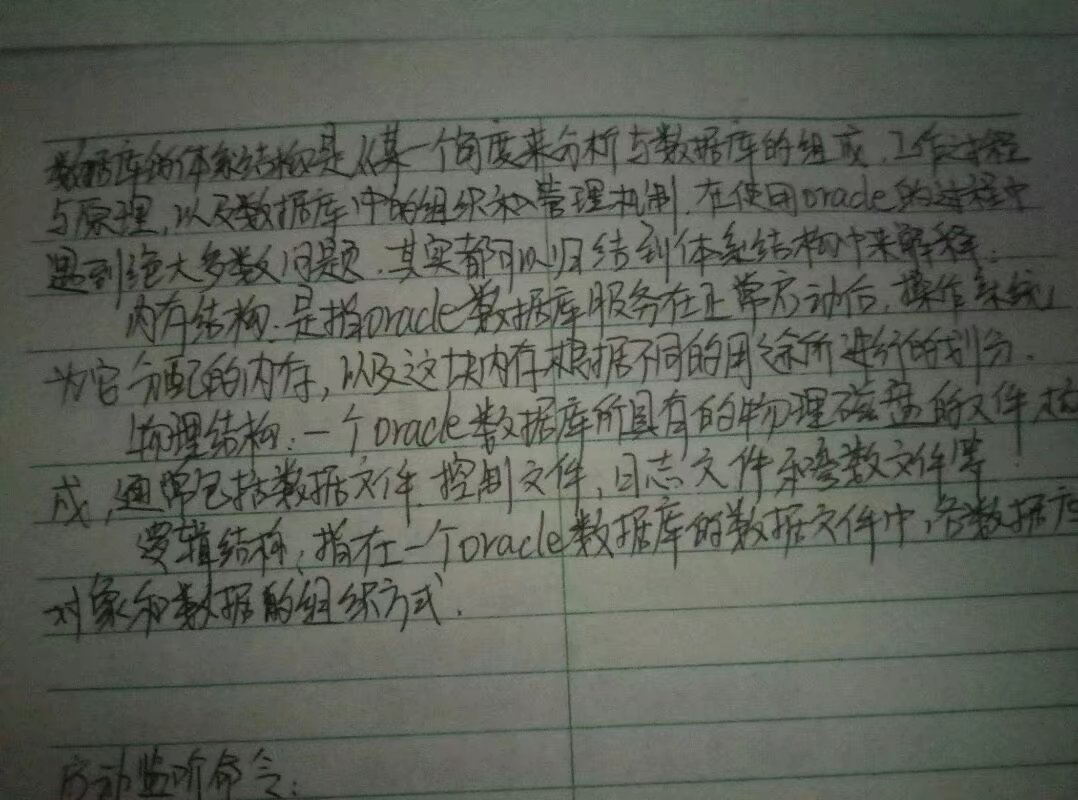 数据库的体系结构是从某一个角度来分析与数据库的组成、工作过程
与原理,以及数据库中的组织和管理机制.在使用oracle的过程中
遇到绝大多数问题.其实都可以归结到体系结构中来解释.
内存结构.是指oracle数据库服务在正常启动后,操作系统
为它分配的内存,以及这块内存根据不同的用途所进行的划分.
物理结构:一个oracle数据库所具有的物理磁盘的文件构
成,通常包括数据文件.控制文件,日志文件和参数文件等.
逻辑结构,指在一个oracle数据库的数据文件中,各数据库
对象和数据的组织方式.
启动监听命令: